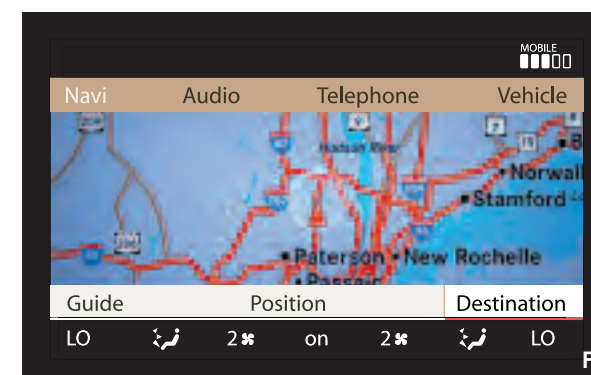 MOBILE
Navi Audio Telephone Vehicle
Hudson River
Norwal
Stamford
Paterson New Rochelle
Passaic
Guide Position Destination
LO 2 on 2 LO
F